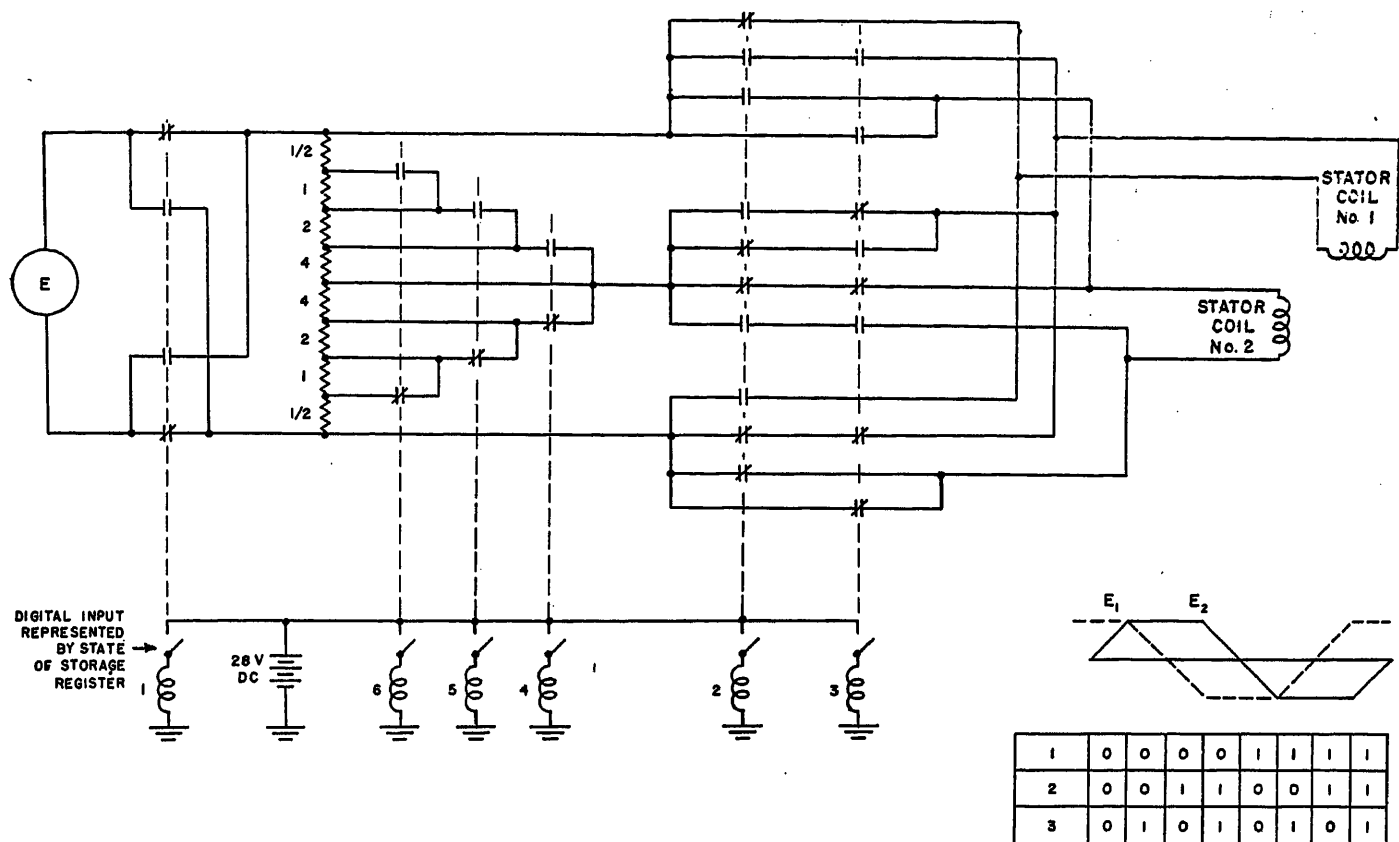 E
1/2
1
2
4
4
2
1
1/2
STATOR
COIL
No. 1
STATOR
COIL
No. 2
DIGITAL INPUT
REPRESENTED
BY STATE
OF STORAGE
REGISTER
1
28 V
DC
6
5
4
2
3
E1 E2
1 0 0 0 0 1 1 1 1
2 0 0 1 1 0 0 1 1
3 0 1 0 1 0 1 0 1